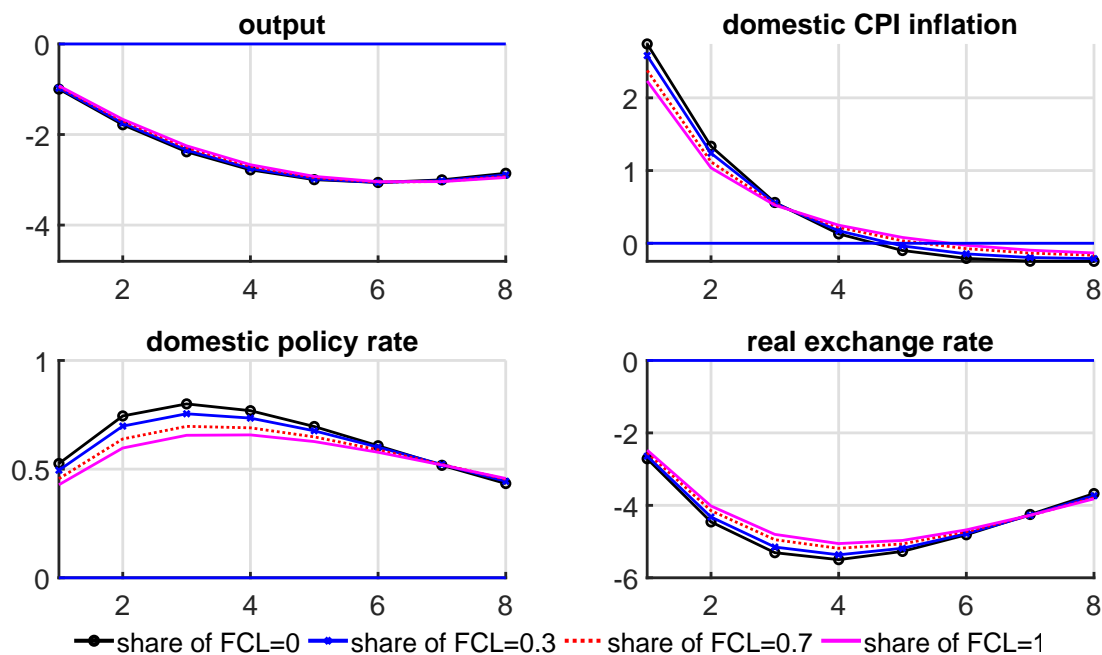 output
0
-2
-4
2 4 6 8
domestic CPI inflation
2
1
0
2 4 6 8
domestic policy rate
1
0.5
0
2 4 6 8
real exchange rate
0
-2
-4
-6
2 4 6 8
share of FCL=0 share of FCL=0.3 share of FCL=0.7 share of FCL=1